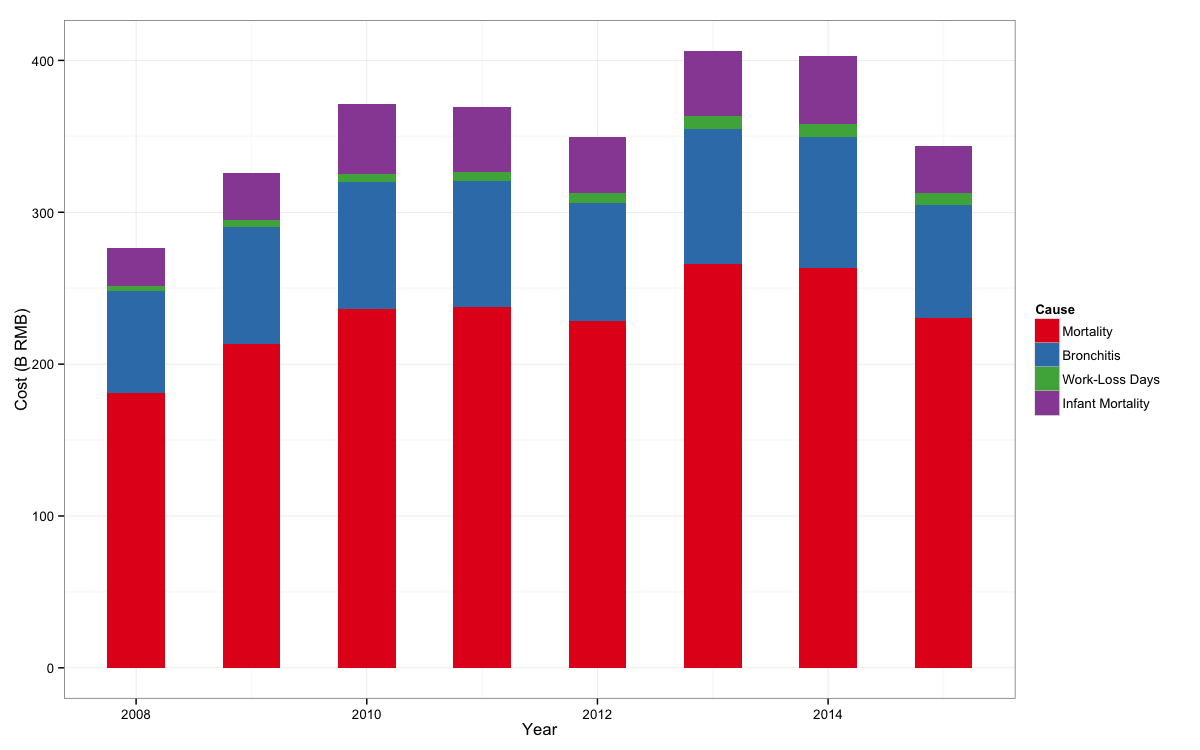 400
300
200
100
0
Cost (B RMB)
2008
2010
2012
2014
Year
Cause
Mortality
Bronchitis
Work-Loss Days
Infant Mortality